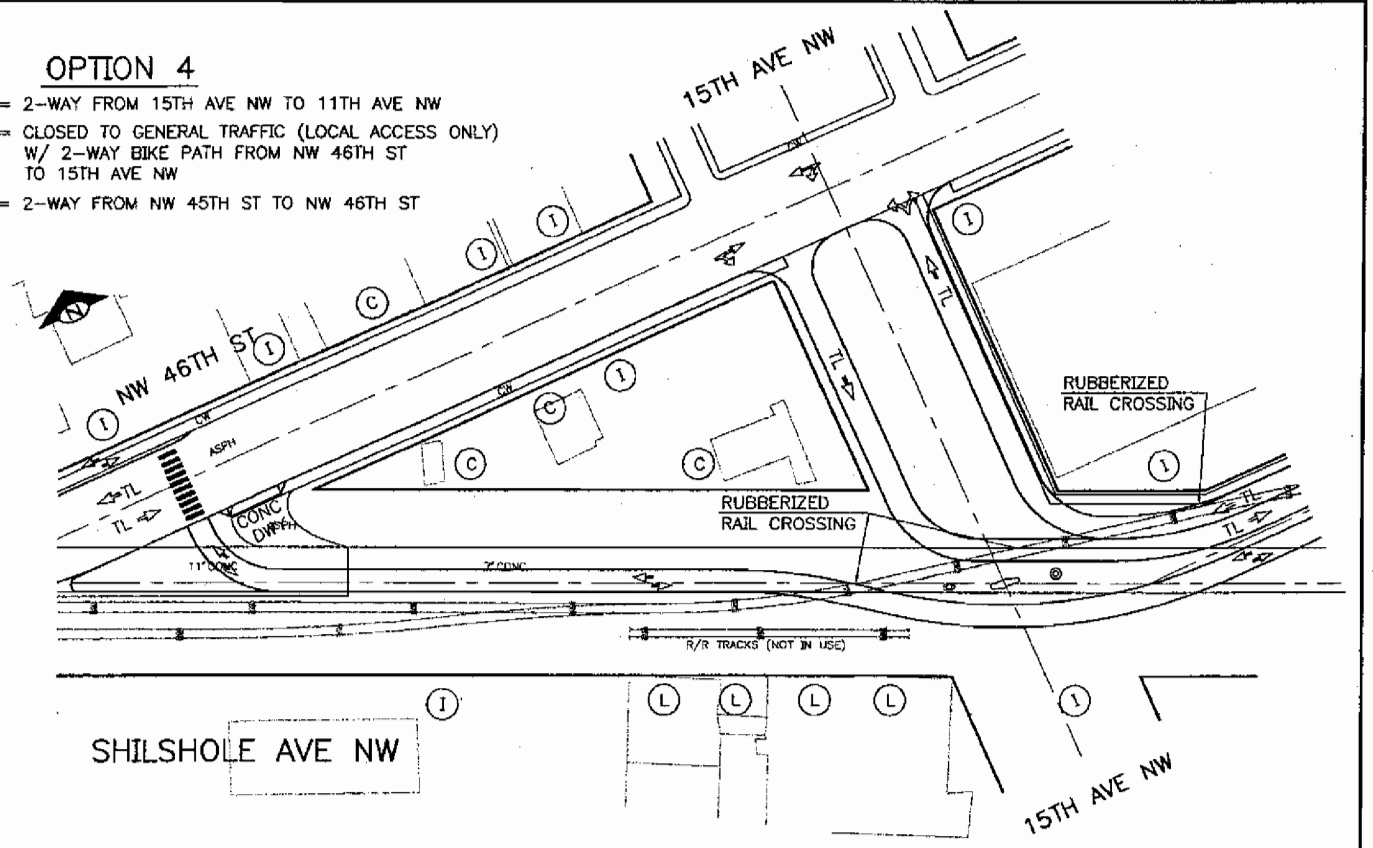 OPTION 4
= 2-WAY FROM 15TH AVE NW TO 11TH AVE NW
= CLOSED TO GENERAL TRAFFIC (LOCAL ACCESS ONLY)
W/ 2-WAY BIKE PATH FROM NW 46TH ST
TO 15TH AVE NW
= 2-WAY FROM NW 45TH ST TO NW 46TH ST
15TH AVE NW
CW
I
I
I
C
N
NW 46TH ST
I
I
CW
ASPH
TL
TL
TL
TL
CW
I
C
C
C
RUBBERIZED
RAIL CROSSING
I
RUBBERIZED
RAIL CROSSING
TL
TL
CONC
11" CONC
7" CONC
R/R TRACKS (NOT IN USE)
I
L
L
L
L
I
SHILSHOLE AVE NW
15TH AVE NW